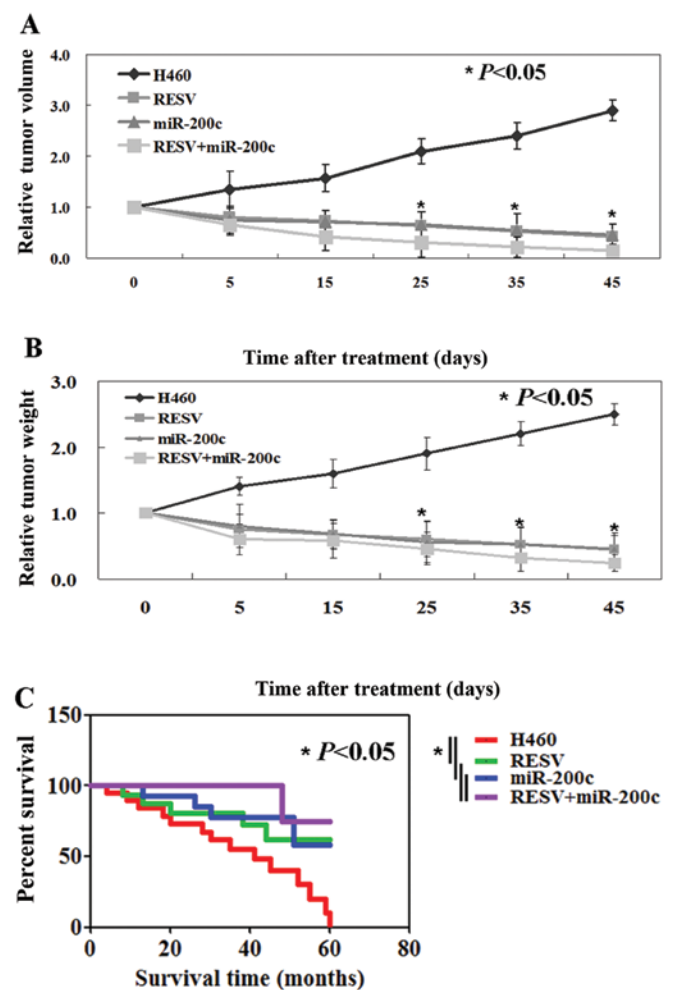 A
Relative tumor volume
4.0
3.0
2.0
1.0
0.0
H460
RESV
miR-200c
RESV+miR-200c
* P<0.05
* * *
0 5 15 25 35 45
Time after treatment (days)
B
Relative tumor weight
3.0
2.0
1.0
0.0
H460
RESV
miR-200c
RESV+miR-200c
* P<0.05
* * *
0 5 15 25 35 45
Time after treatment (days)
C
Percent survival
150
100
50
0
* P<0.05
*
H460
RESV
miR-200c
RESV+miR-200c
0 20 40 60 80
Survival time (months)